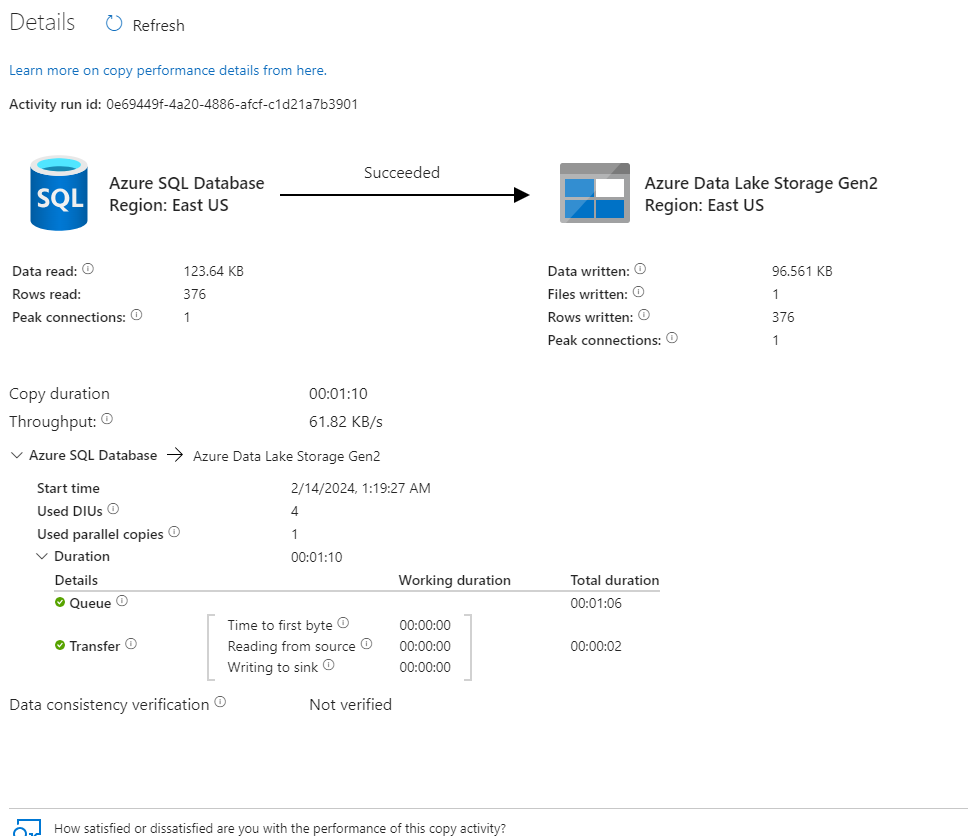 Details Refresh
Learn more on copy performance details from here.
Activity run id: 0e69449f-4a20-4886-afcf-c1d21a7b3901
Succeeded
SQL
Azure SQL Database
Region: East US
Azure Data Lake Storage Gen2
Region: East US
Data read: 123.64 KB
Rows read: 376
Peak connections: 1
Data written: 96.561 KB
Files written: 1
Rows written: 376
Peak connections: 1
Copy duration 00:01:10
Throughput: 61.82 KB/s
Azure SQL Database → Azure Data Lake Storage Gen2
Start time 2/14/2024, 1:19:27 AM
Used DIUs 4
Used parallel copies 1
Duration 00:01:10
Details Working duration Total duration
Queue 00:01:06
Time to first byte 00:00:00
Transfer Reading from source 00:00:00 00:00:02
Writing to sink 00:00:00
Data consistency verification Not verified
How satisfied or dissatisfied are you with the performance of this copy activity?